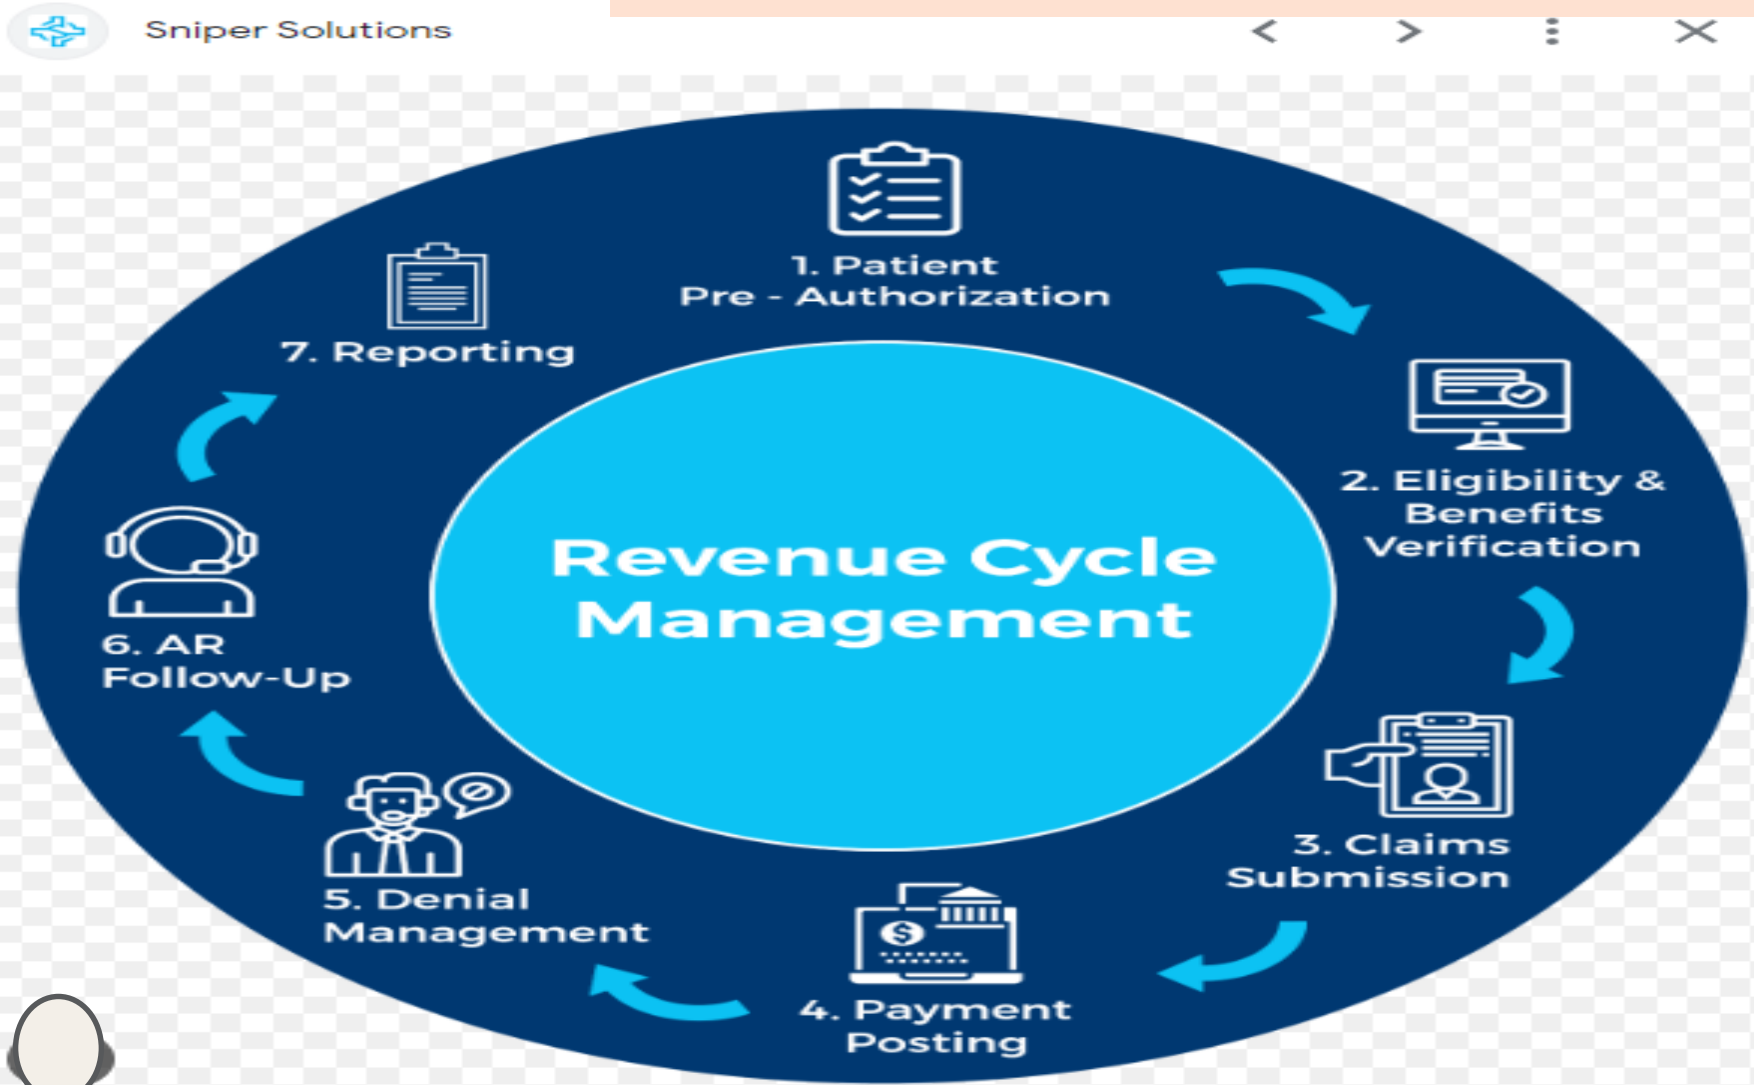 Sniper Solutions
1. Patient
Pre - Authorization
2. Eligibility &
Benefits
Verification
3. Claims
Submission
4. Payment
Posting
5. Denial
Management
6. AR
Follow-Up
7. Reporting
Revenue Cycle
Management